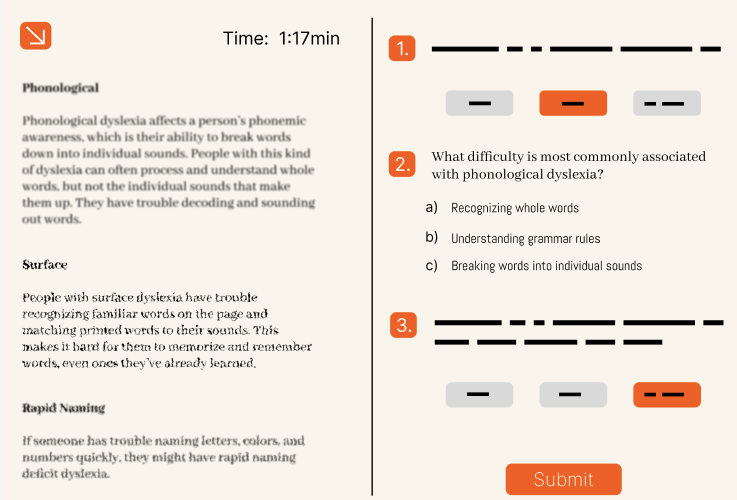 Time: 1:17min
Phonological
Phonological dyslexia affects a person's phonemic
awareness, which is their ability to break words
down into individual sounds. People with this kind
of dyslexia can often process and understand whole
words, but not the individual sounds that make
them up. They have trouble decoding and sounding
out words.
Surface
People with surface dyslexia have trouble
recognizing familiar words on the page and
matching printed words to their sounds. This
makes it hard for them to memorize and remember
words, even ones they've already learned.
Rapid Naming
If someone has trouble naming letters, colors, and
numbers quickly, they might have rapid naming
deficit dyslexia.
1.
2. What difficulty is most commonly associated
with phonological dyslexia?
a) Recognizing whole words
b) Understanding grammar rules
c) Breaking words into individual sounds
3.
Submit